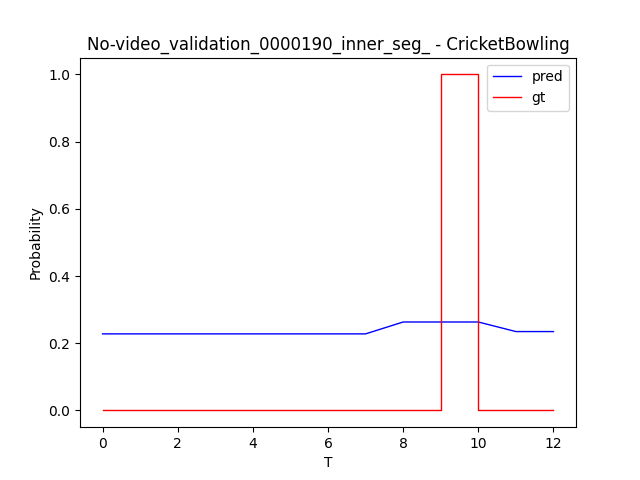 No-video_validation_0000190_inner_seg_ - CricketBowling
pred
gt
1.0
0.8
0.6
0.4
0.2
0.0
Probability
0 2 4 6 8 10 12
T